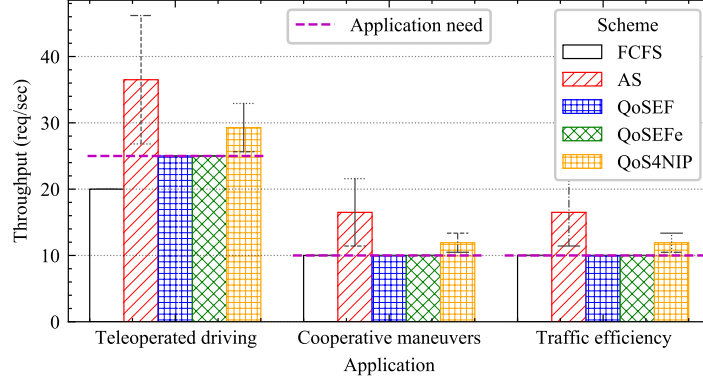 Throughput (req/sec)
40
30
20
10
0
Application need
Scheme
FCFS
AS
QoSEF
QoSEFe
QoS4NIP
Teleoperated driving
Cooperative maneuvers
Traffic efficiency
Application